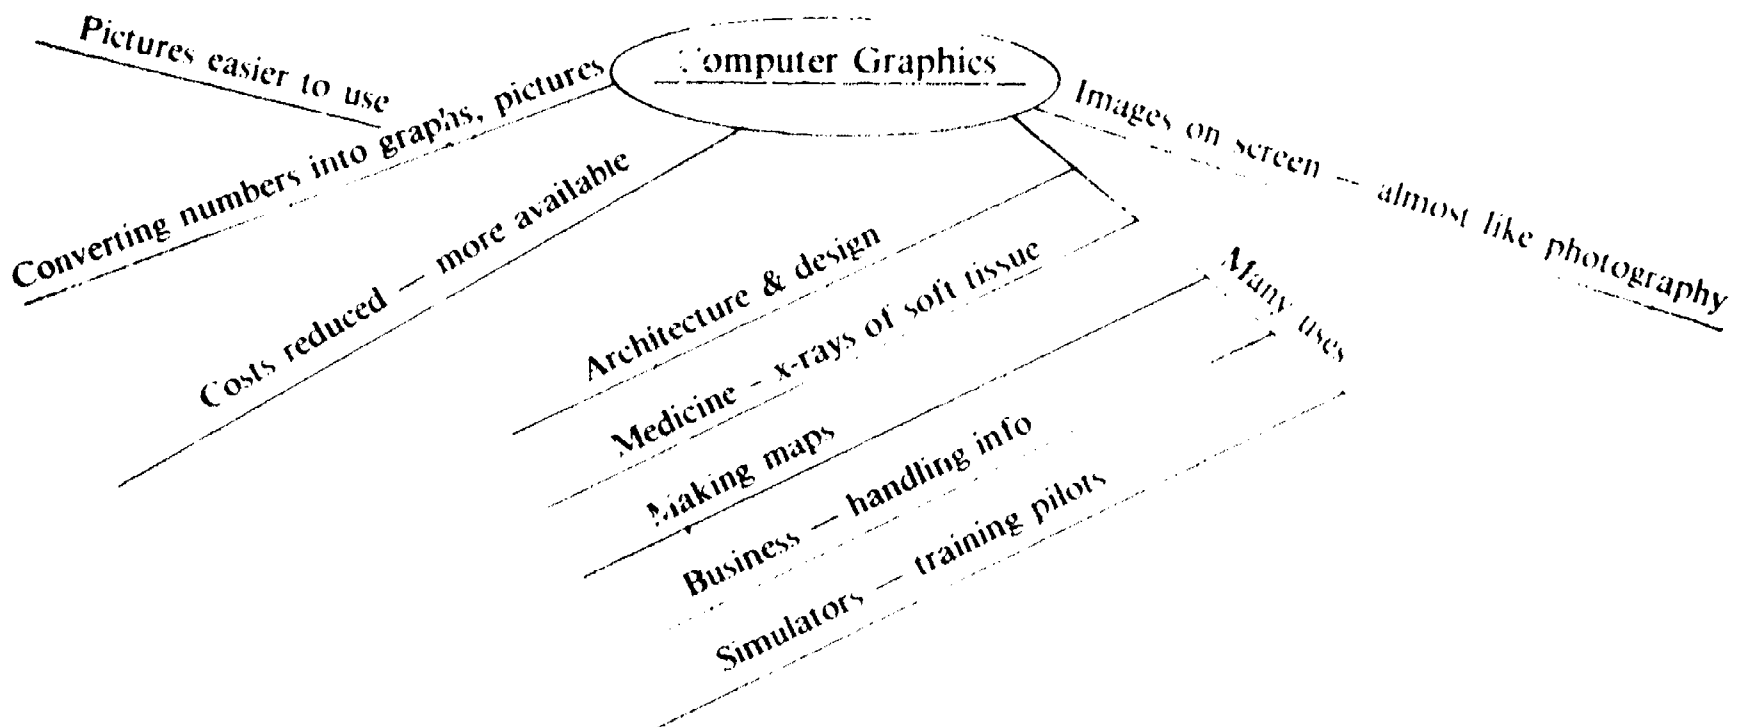 Computer Graphics
Pictures easier to use
Converting numbers into graphs, pictures
Costs reduced – more available
Architecture & design
Medicine – x-rays of soft tissue
Making maps
Business – handling info
Simulators – training pilots
Many uses
Images on screen – almost like photography